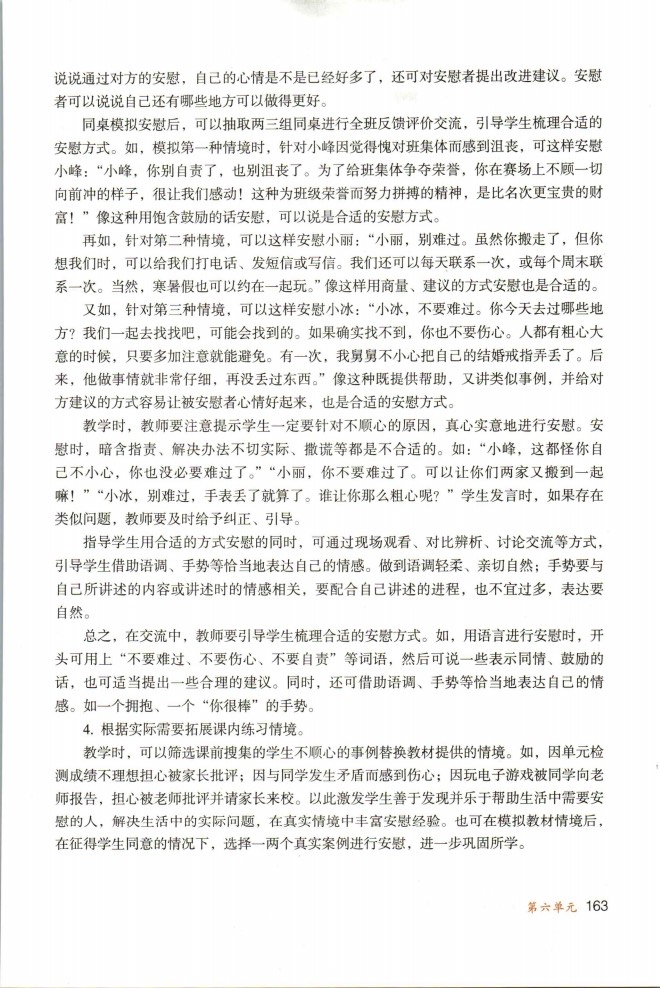 说说通过对方的安慰，自己的心情是不是已经好多了，还可对安慰者提出改进建议。安慰
者可以说说自己还有哪些地方可以做得更好。
同桌模拟安慰后，可以抽取两三组同桌进行全班反馈评价交流，引导学生梳理合适的
安慰方式。如，模拟第一种情境时，针对小峰因觉得愧对班集体而感到沮丧，可这样安慰
小峰：“小峰，你别自责了，也别沮丧了。为了给班集体争夺荣誉，你在赛场上不顾一切
向前冲的样子，很让我们感动！这种为班级荣誉而努力拼搏的精神，是比名次更宝贵的财
富！”像这种用饱含鼓励的话安慰，可以说是合适的安慰方式。
再如，针对第二种情境，可以这样安慰小丽：“小丽，别难过。虽然你搬走了，但你
想我们时，可以给我们打电话、发短信或写信。我们还可以每天联系一次，或每个周末联
系一次。当然，寒暑假也可以约在一起玩。”像这样用商量、建议的方式安慰也是合适的。
又如，针对第三种情境，可以这样安慰小冰：“小冰，不要难过。你今天去过哪些地
方？我们一起去找找吧，可能会找到的。如果确实找不到，你也不要伤心。人都有粗心大
意的时候，只要多加注意就能避免。有一次，我舅舅不小心把自己的结婚戒指弄丢了。后
来，他做事情就非常仔细，再没丢过东西。”像这种既提供帮助，又讲类似事例，并给对
方建议的方式容易让被安慰者心情好起来，也是合适的安慰方式。
教学时，教师要注意提示学生一定要针对不顺心的原因，真心实意地进行安慰。安
慰时，暗含指责、解决办法不切实际、撒谎等都是不合适的。如：“小峰，这都怪你自
己不小心，你也没必要难过了。”“小丽，你不要难过了。可以让你们两家又搬到一起
嘛！”“小冰，别难过，手表丢了就算了。谁让你那么粗心呢？”学生发言时，如果存在
类似问题，教师要及时给予纠正、引导。
指导学生用合适的方式安慰的同时，可通过现场观看、对比辨析、讨论交流等方式，
引导学生借助语调、手势等恰当地表达自己的情感。做到语调轻柔、亲切自然；手势要与
自己所讲述的内容或讲述时的情感相关，要配合自己讲述的进程，也不宜过多，表达要
自然。
总之，在交流中，教师要引导学生梳理合适的安慰方式。如，用语言进行安慰时，开
头可用上“不要难过、不要伤心、不要自责”等词语，然后可说一些表示同情、鼓励的
话，也可适当提出一些合理的建议。同时，还可借助语调、手势等恰当地表达自己的情
感。如一个拥抱、一个“你很棒”的手势。
4. 根据实际需要拓展课内练习情境。
教学时，可以筛选课前搜集的学生不顺心的事例替换教材提供的情境。如，因单元检
测成绩不理想担心被家长批评；因与同学发生矛盾而感到伤心；因玩电子游戏被同学向老
师报告，担心被老师批评并请家长来校。以此激发学生善于发现并乐于帮助生活中需要安
慰的人，解决生活中的实际问题，在真实情境中丰富安慰经验。也可在模拟教材情境后，
在征得学生同意的情况下，选择一两个真实案例进行安慰，进一步巩固所学。
第六单元 163